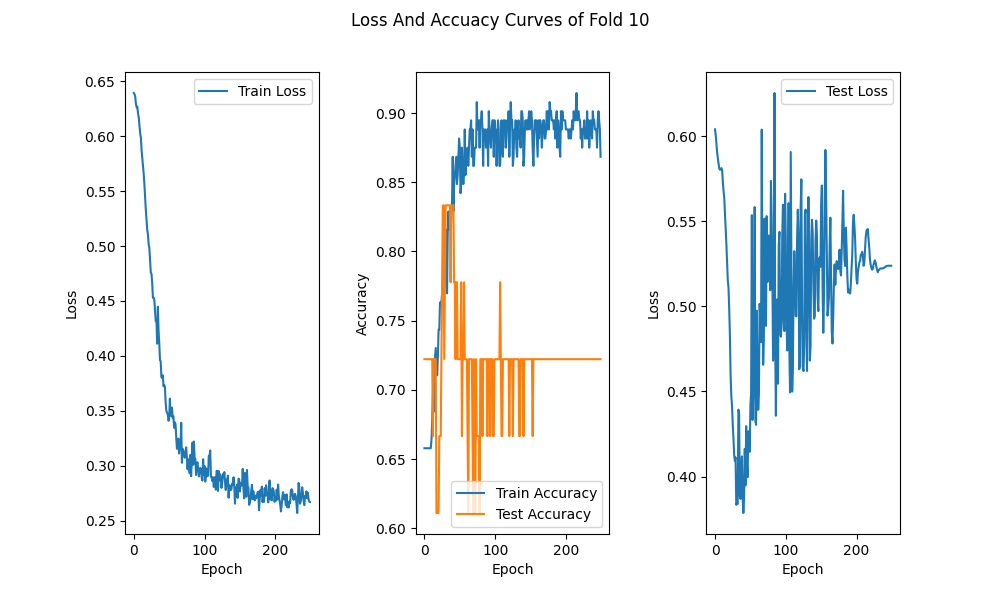 Loss And Accuacy Curves of Fold 10
0.65
0.60
0.55
0.50
0.45
0.40
0.35
0.30
0.25
Loss
0
100
200
Epoch
Train Loss
0.90
0.85
0.80
0.75
0.70
0.65
0.60
Accuracy
0
100
200
Epoch
Train Accuracy
Test Accuracy
0.60
0.55
0.50
0.45
0.40
Loss
0
100
200
Epoch
Test Loss